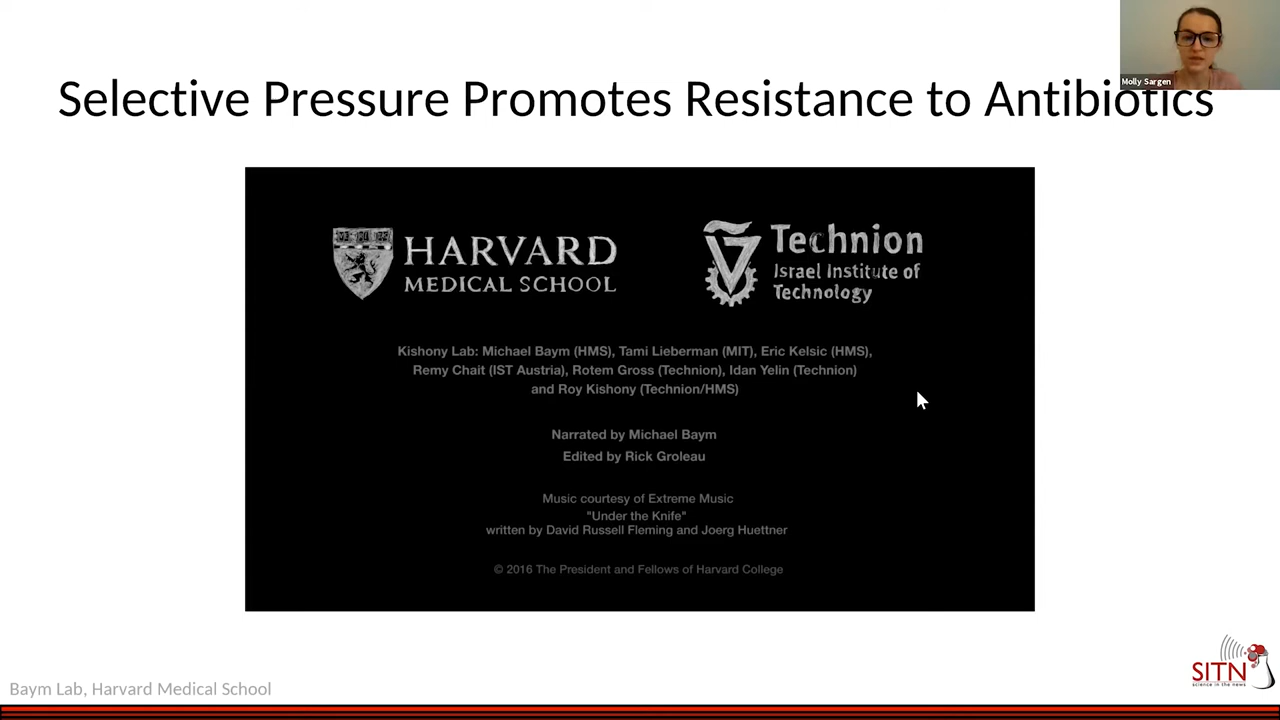 Molly Sargen
Selective Pressure Promotes Resistance to Antibiotics
HARVARD
MEDICAL SCHOOL
Technion
Israel Institute of
Technology
Kishony Lab: Michael Baym (HMS), Tami Lieberman (MIT), Eric Kelsic (HMS),
Remy Chait (IST Austria), Rotem Gross (Technion), Idan Yelin (Technion)
and Roy Kishony (Technion/HMS)
Narrated by Michael Baym
Edited by Rick Groleau
Music courtesy of Extreme Music
"Under the Knife"
written by David Russell Fleming and Joerg Huettner
© 2016 The President and Fellows of Harvard College
Baym Lab, Harvard Medical School
SITN
science in the news